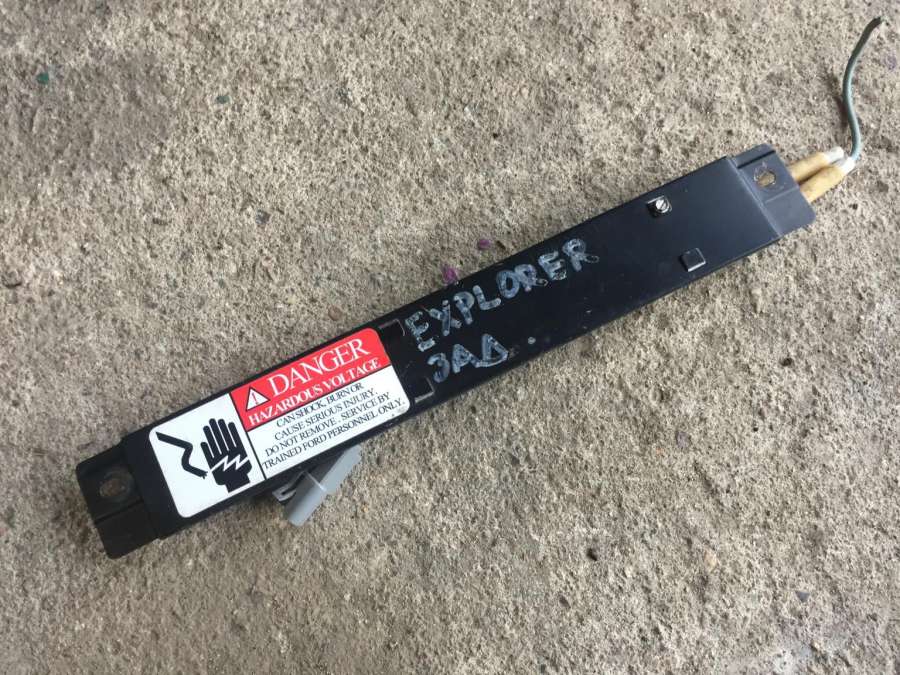 EXPLORER
ЗАД
DANGER
HAZARDOUS VOLTAGE
CAN SHOCK, BURN OR
CAUSE SERIOUS INJURY.
DO NOT REMOVE. SERVICE BY
TRAINED FORD PERSONNEL ONLY.